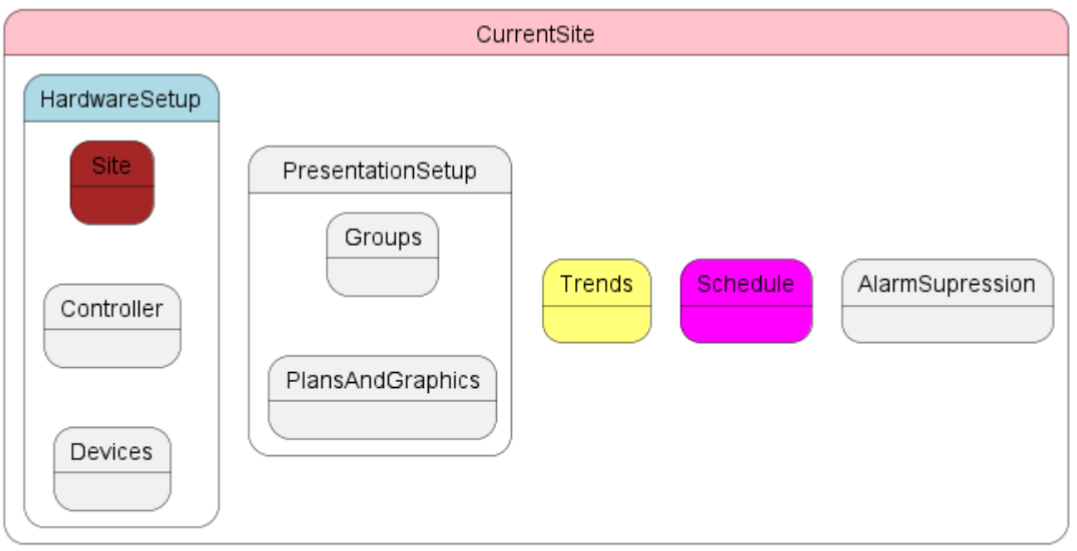 CurrentSite
HardwareSetup
Site
Controller
Devices
PresentationSetup
Groups
PlansAndGraphics
Trends
Schedule
AlarmSupression